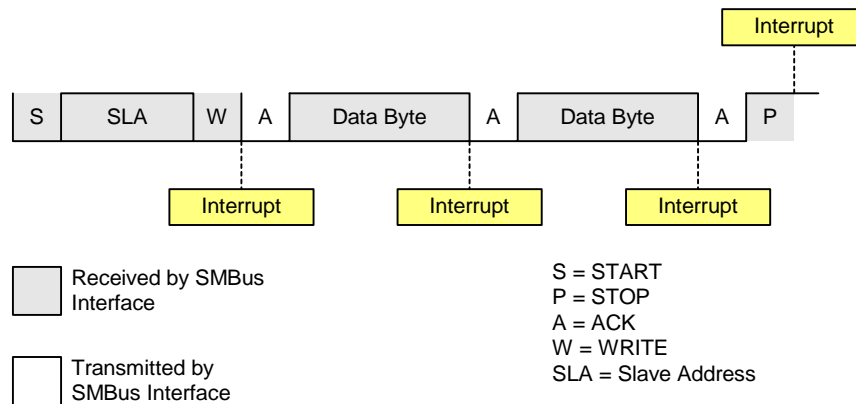 Interrupt
S SLA W A Data Byte A Data Byte A P
Interrupt Interrupt Interrupt
Received by SMBus
Interface
Transmitted by
SMBus Interface
S = START
P = STOP
A = ACK
W = WRITE
SLA = Slave Address